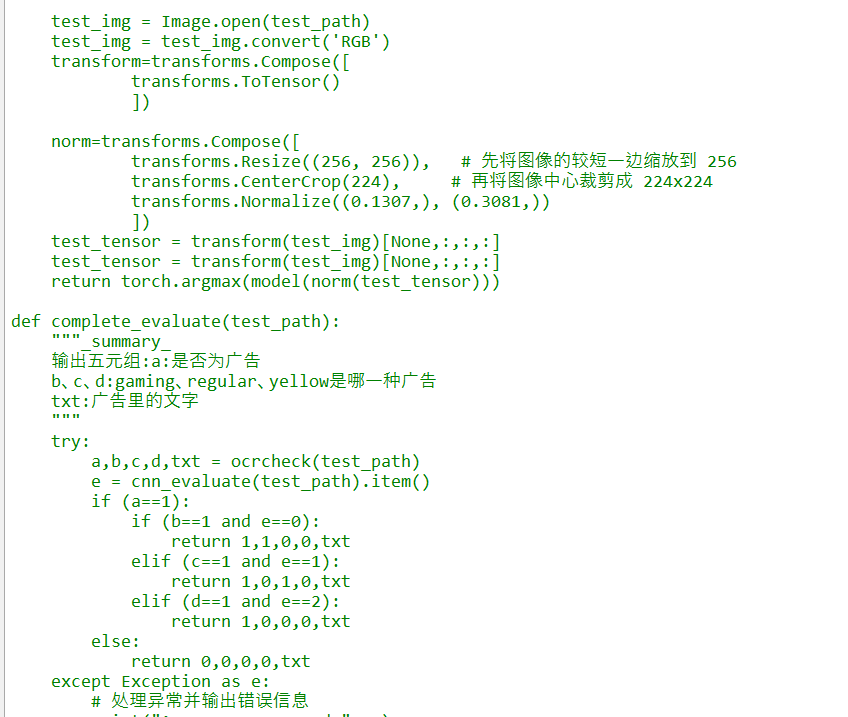 test_img = Image.open(test_path)
test_img = test_img.convert('RGB')
transform=transforms.Compose([
transforms.ToTensor()
])
norm=transforms.Compose([
transforms.Resize((256, 256)),   # 先将图像的较短一边缩放到 256
transforms.CenterCrop(224),     # 再将图像中心裁剪成 224x224
transforms.Normalize((0.1307,), (0.3081,))
])
test_tensor = transform(test_img)[None,:,:,:]
test_tensor = transform(test_img)[None,:,:,:]
return torch.argmax(model(norm(test_tensor)))
def complete_evaluate(test_path):
"""_summary_
输出五元组:a:是否为广告
b、c、d:gaming、regular、yellow是哪一种广告
txt:广告里的文字
"""
try:
a,b,c,d,txt = ocrcheck(test_path)
e = cnn_evaluate(test_path).item()
if (a==1):
if (b==1 and e==0):
return 1,1,0,0,txt
elif (c==1 and e==1):
return 1,0,1,0,txt
elif (d==1 and e==2):
return 1,0,0,0,txt
else:
return 0,0,0,0,txt
except Exception as e:
# 处理异常并输出错误信息